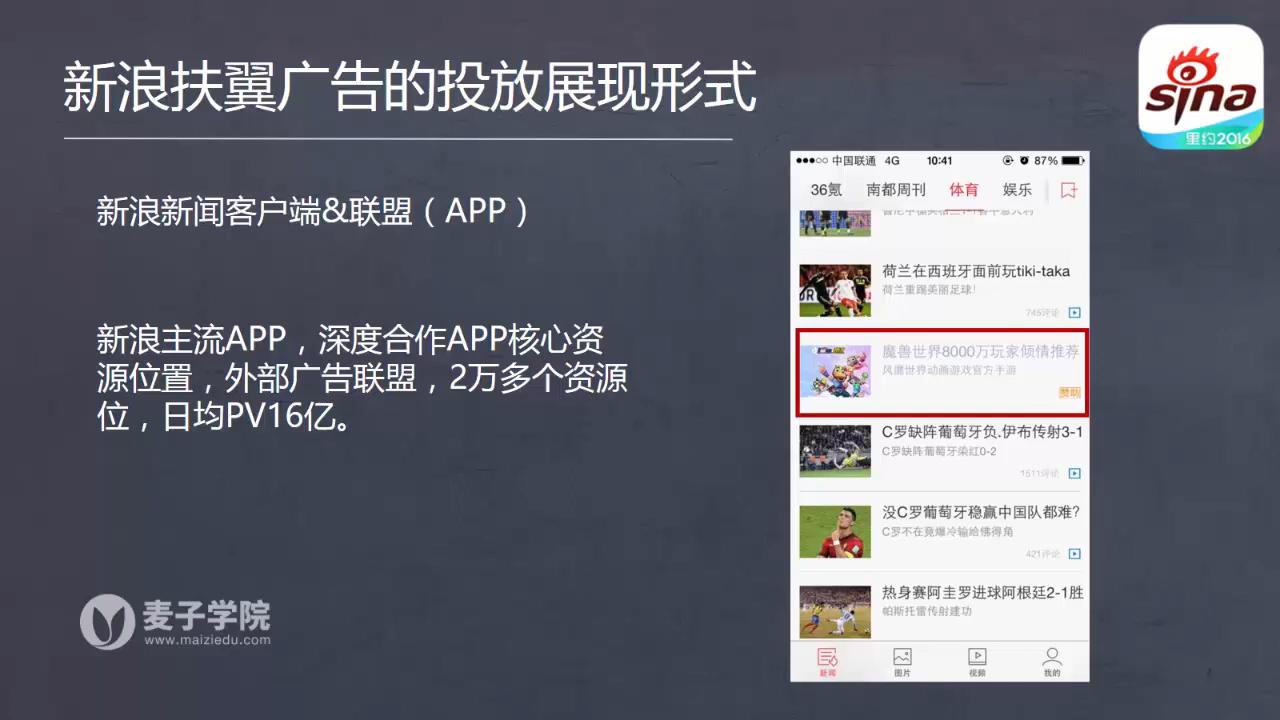 新浪扶翼广告的投放展现形式
sina
里约2016
新浪新闻客户端&联盟（APP）
新浪主流APP，深度合作APP核心资
源位置，外部广告联盟，2万多个资源
位，日均PV16亿。
中国联通 4G 10:41 87%
36氪 南都周刊 体育 娱乐
荷兰在西班牙面前玩tiki-taka
荷兰重踢美丽足球!
745评论
魔兽世界8000万玩家倾情推荐
风靡世界动画游戏官方手游
赞助
C罗缺阵葡萄牙负.伊布传射3-1
C罗缺阵葡萄牙染红0-2
1511评论
没C罗葡萄牙稳赢中国队都难?
C罗不在竟爆冷输给佛得角
421评论
热身赛阿圭罗进球阿根廷2-1胜
帕斯托雷传射建功
新闻 图片 视频 我的
麦子学院
www.maiziedu.com